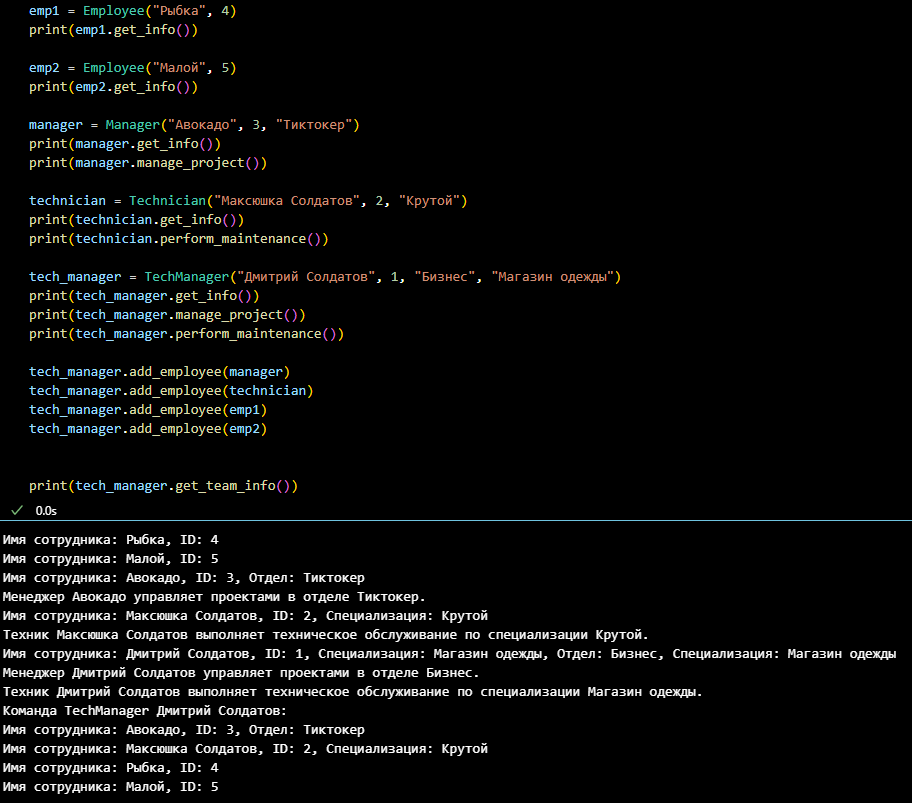 emp1 = Employee("Рыбка", 4)
print(emp1.get_info())
emp2 = Employee("Малой", 5)
print(emp2.get_info())
manager = Manager("Авокадо", 3, "Тиктокер")
print(manager.get_info())
print(manager.manage_project())
technician = Technician("Максюшка Солдатов", 2, "Крутой")
print(technician.get_info())
print(technician.perform_maintenance())
tech_manager = TechManager("Дмитрий Солдатов", 1, "Бизнес", "Магазин одежды")
print(tech_manager.get_info())
print(tech_manager.manage_project())
print(tech_manager.perform_maintenance())
tech_manager.add_employee(manager)
tech_manager.add_employee(technician)
tech_manager.add_employee(emp1)
tech_manager.add_employee(emp2)
print(tech_manager.get_team_info())
0.0s
Имя сотрудника: Рыбка, ID: 4
Имя сотрудника: Малой, ID: 5
Имя сотрудника: Авокадо, ID: 3, Отдел: Тиктокер
Менеджер Авокадо управляет проектами в отделе Тиктокер.
Имя сотрудника: Максюшка Солдатов, ID: 2, Специализация: Крутой
Техник Максюшка Солдатов выполняет техническое обслуживание по специализации Крутой.
Имя сотрудника: Дмитрий Солдатов, ID: 1, Специализация: Магазин одежды, Отдел: Бизнес, Специализация: Магазин одежды
Менеджер Дмитрий Солдатов управляет проектами в отделе Бизнес.
Техник Дмитрий Солдатов выполняет техническое обслуживание по специализации Магазин одежды.
Команда TechManager Дмитрий Солдатов:
Имя сотрудника: Авокадо, ID: 3, Отдел: Тиктокер
Имя сотрудника: Максюшка Солдатов, ID: 2, Специализация: Крутой
Имя сотрудника: Рыбка, ID: 4
Имя сотрудника: Малой, ID: 5